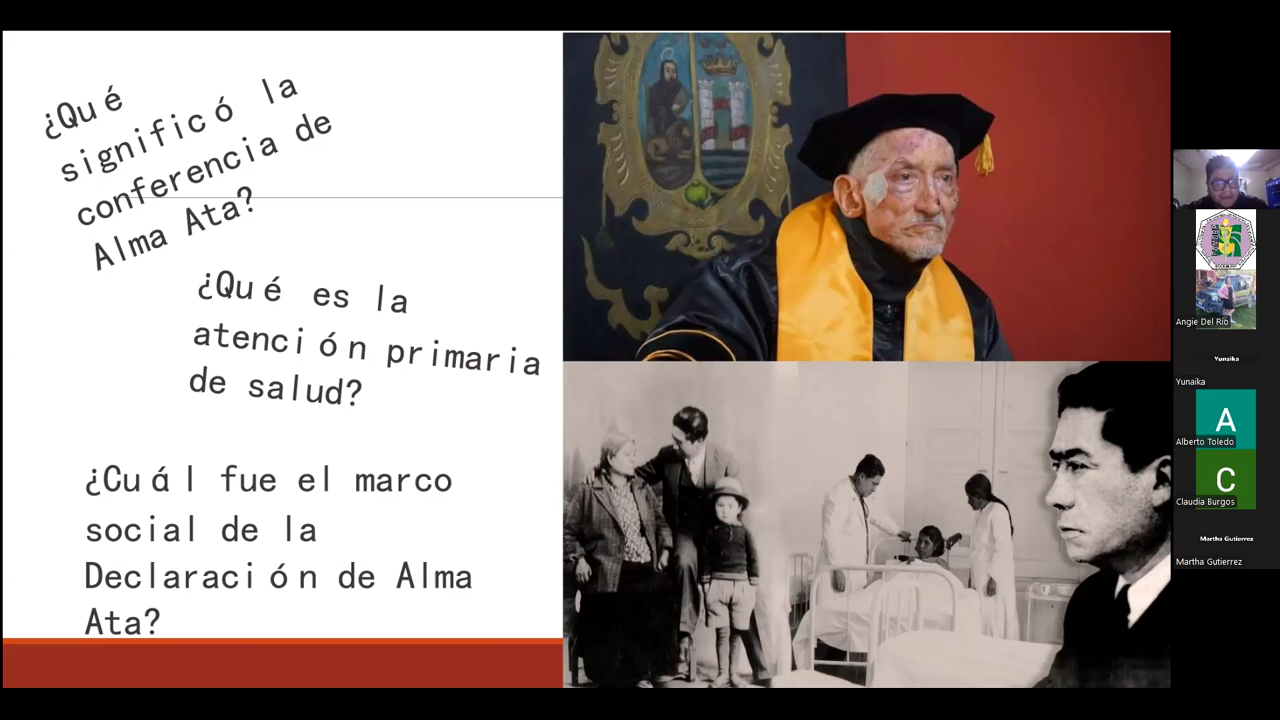 ¿Qué
significó la
conferencia de
Alma Ata?
¿Qué es la
atención primaria
de salud?
¿Cuál fue el marco
social de la
Declaración de Alma
Ata?
Angie Del Río
Yunaika
Yunaika
A
Alberto Toledo
C
Claudia Burgos
Martha Gutierrez
Martha Gutierrez